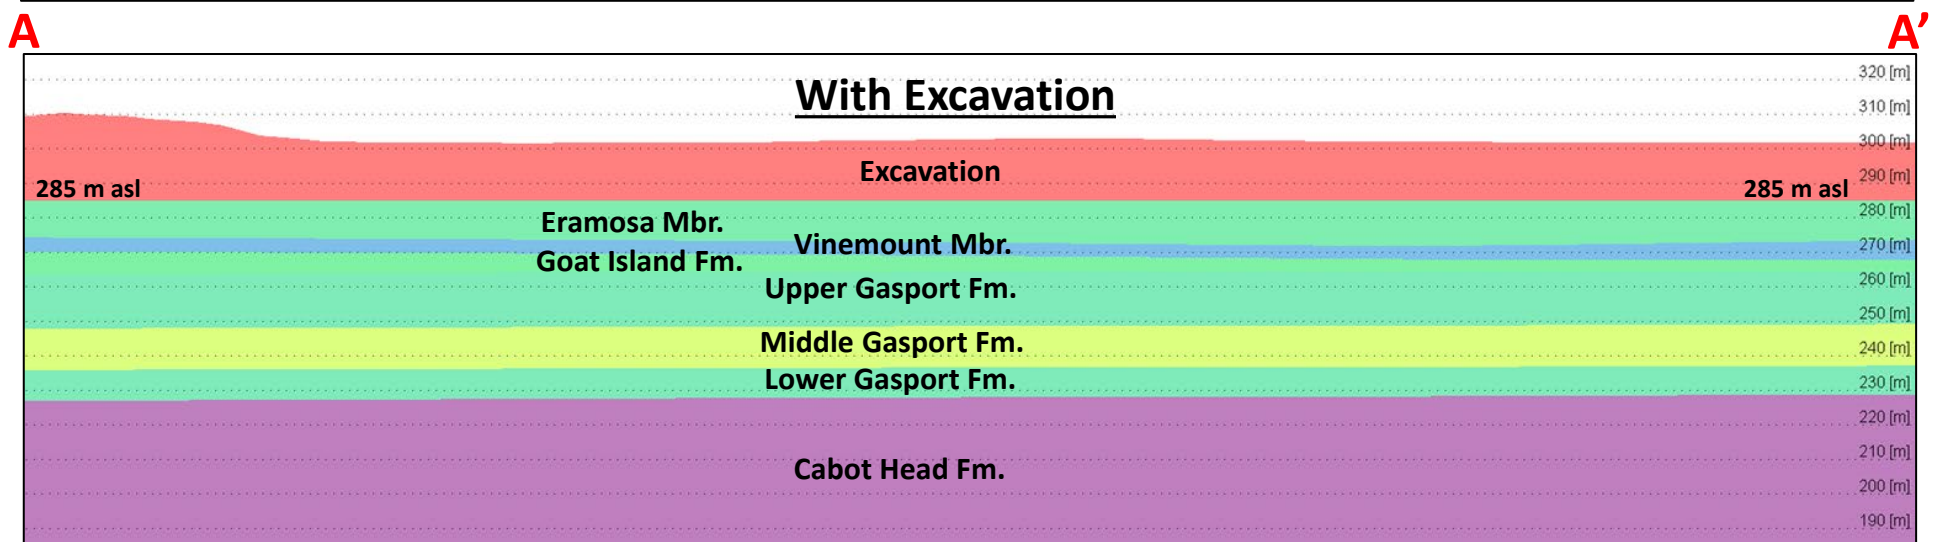 A
A’
320 [m]
With Excavation
310 [m]
300 [m]
Excavation
290 [m]
285 m asl
285 m asl
280 [m]
Eramosa Mbr.
Vinemount Mbr.
270 [m]
Goat Island Fm.
260 [m]
Upper Gasport Fm.
250 [m]
Middle Gasport Fm.
240 [m]
Lower Gasport Fm.
230 [m]
220 [m]
210 [m]
Cabot Head Fm.
200 [m]
190 [m]